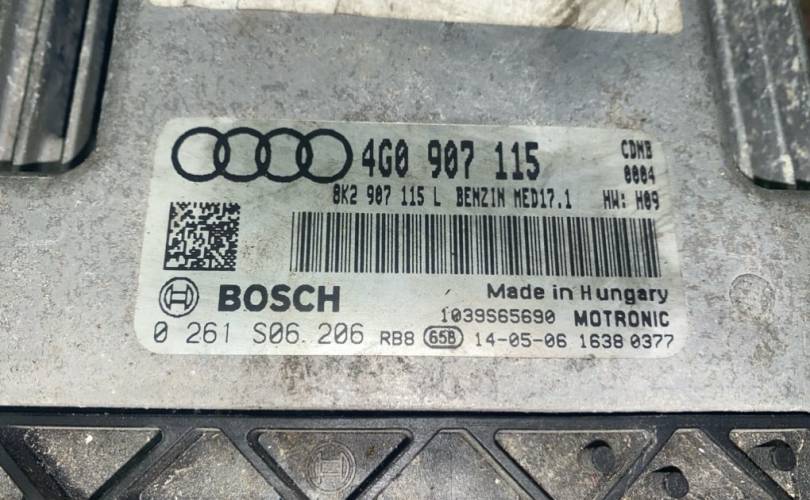 4G0 907 115 CDMB
0004
8K2 907 115 L BENZIN MED17.1 HW: H09
BOSCH Made in Hungary
1039S65690 MOTRONIC
0 261 S06.206 RB8 65B 14-05-06 1638 0377